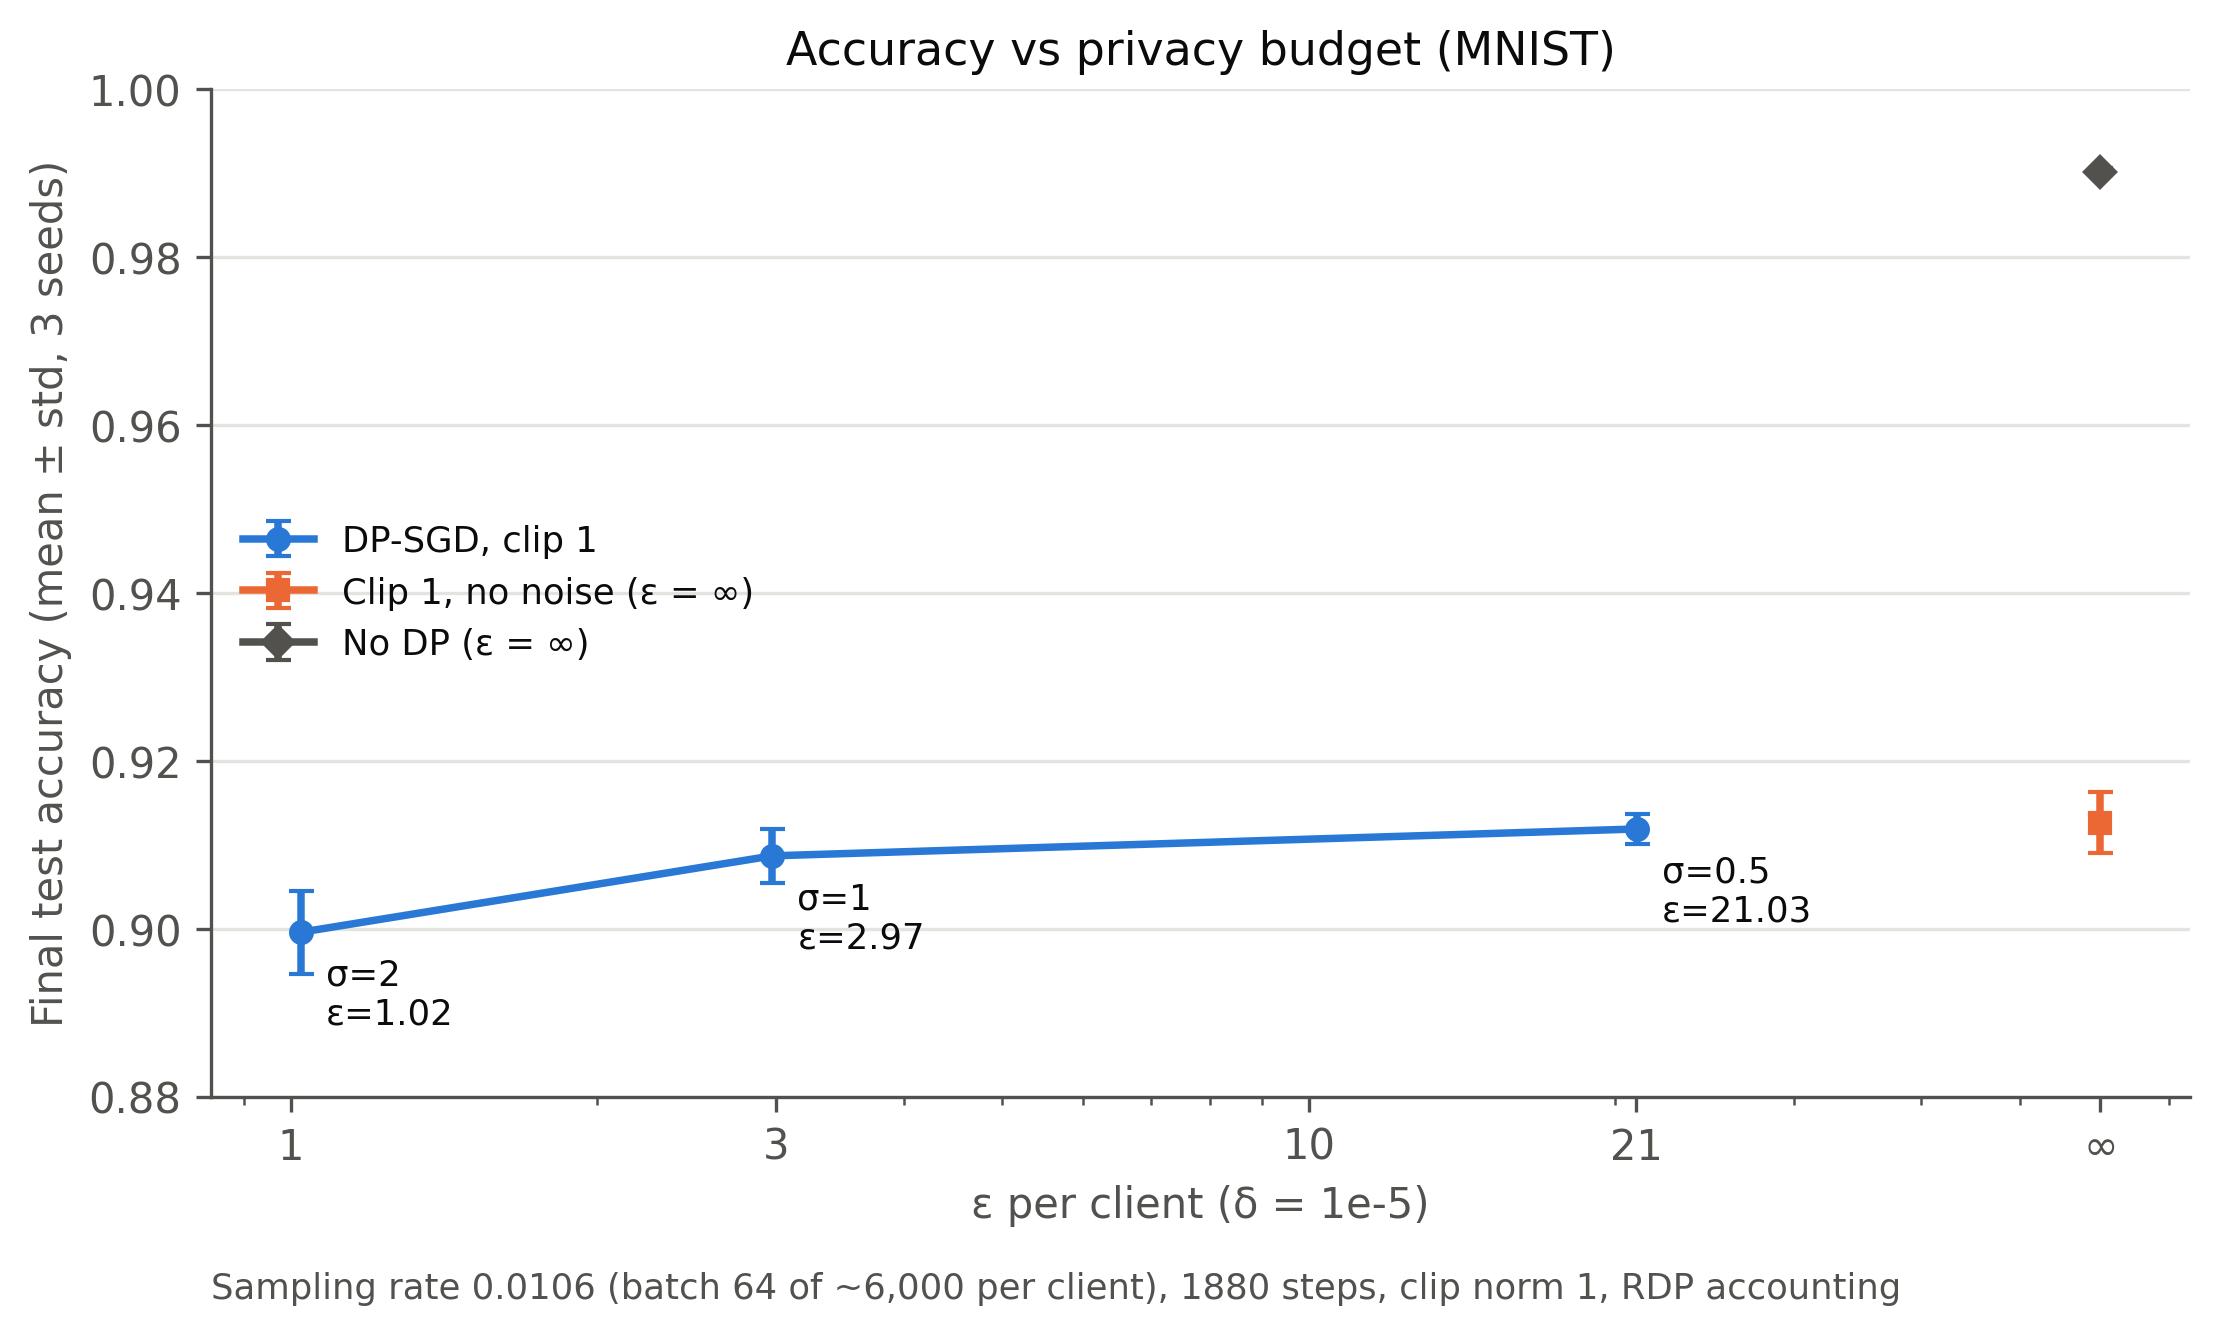 Accuracy vs privacy budget (MNIST)
Final test accuracy (mean ± std, 3 seeds)
1.00
0.98
0.96
0.94
0.92
0.90
0.88
DP-SGD, clip 1
Clip 1, no noise (ε = ∞)
No DP (ε = ∞)
σ=2
ε=1.02
σ=1
ε=2.97
σ=0.5
ε=21.03
1 3 10 21 ∞
ε per client (δ = 1e-5)
Sampling rate 0.0106 (batch 64 of ~6,000 per client), 1880 steps, clip norm 1, RDP accounting